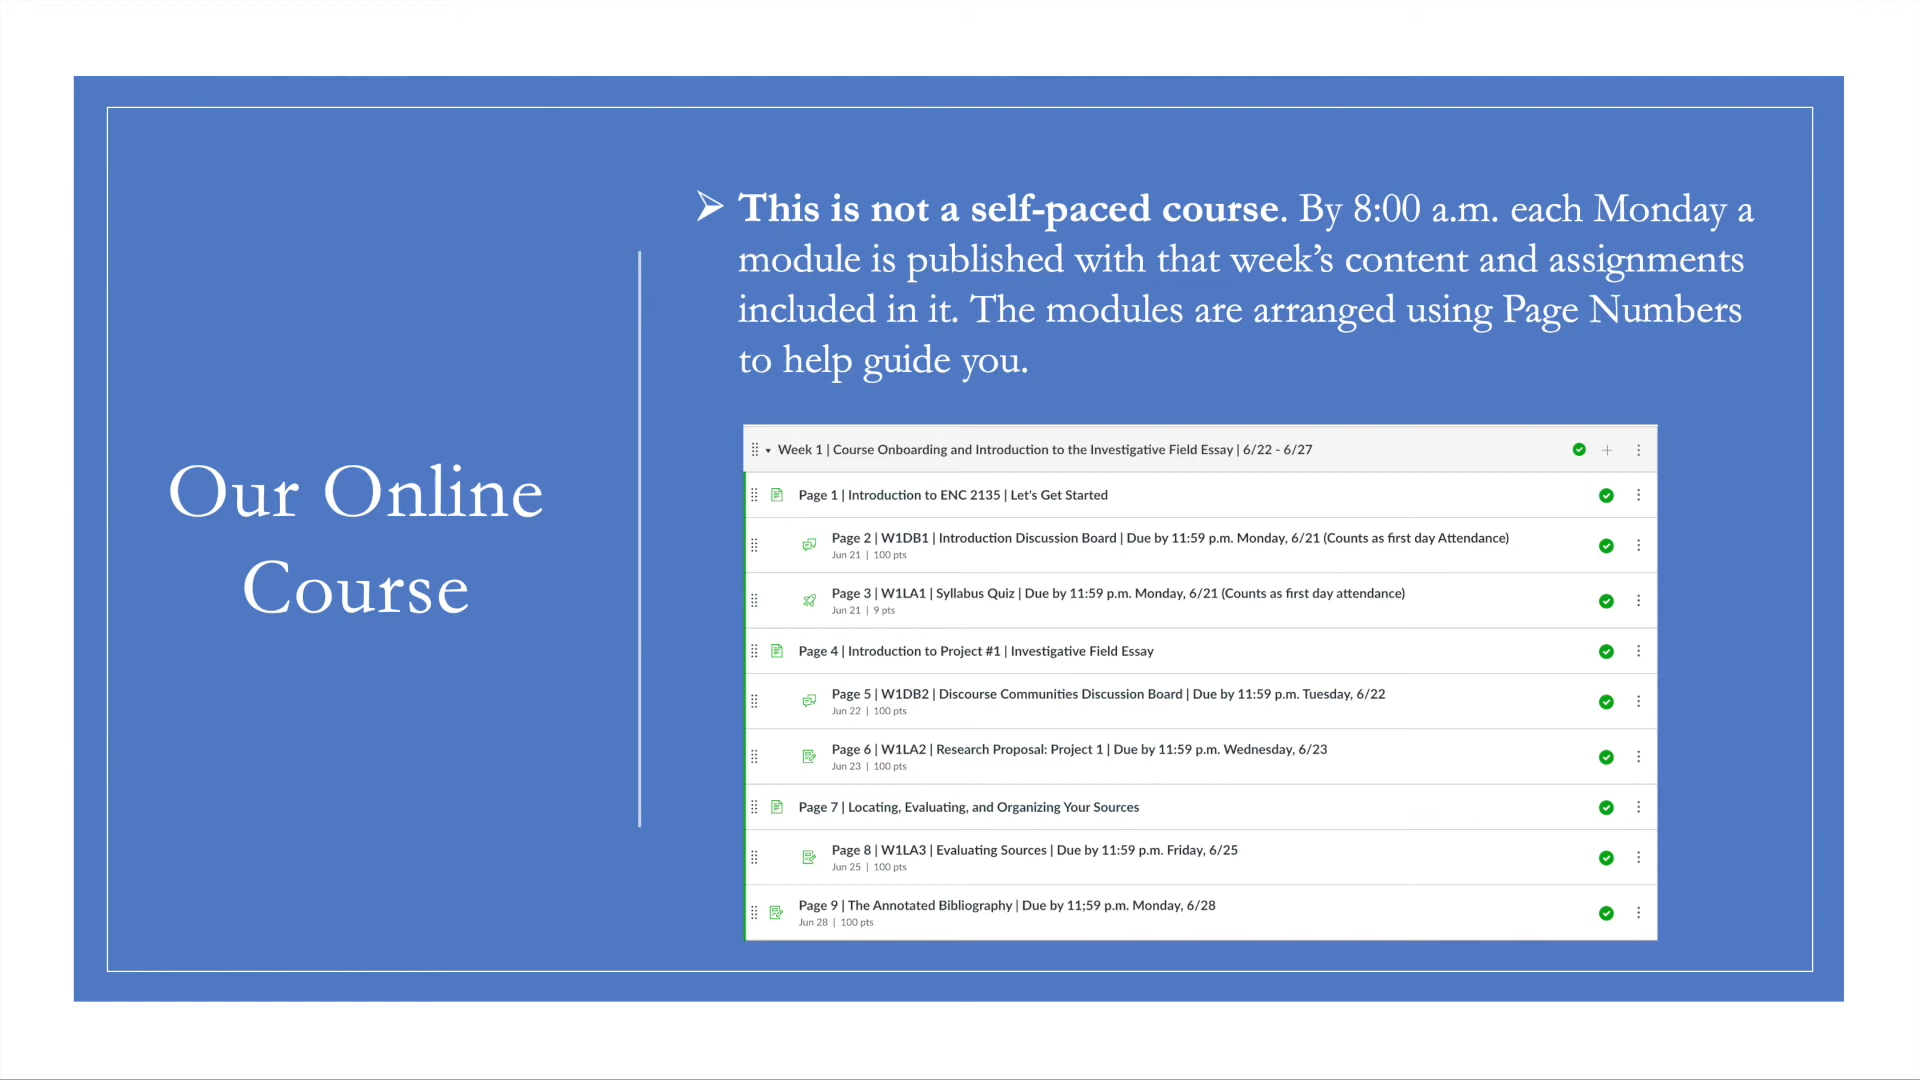 Our Online
Course
This is not a self-paced course. By 8:00 a.m. each Monday a
module is published with that week’s content and assignments
included in it. The modules are arranged using Page Numbers
to help guide you.
Week 1 | Course Onboarding and Introduction to the Investigative Field Essay | 6/22 - 6/27
Page 1 | Introduction to ENC 2135 | Let's Get Started
Page 2 | W1DB1 | Introduction Discussion Board | Due by 11:59 p.m. Monday, 6/21 (Counts as first day Attendance)
Jun 21 | 100 pts
Page 3 | W1LA1 | Syllabus Quiz | Due by 11:59 p.m. Monday, 6/21 (Counts as first day attendance)
Jun 21 | 9 pts
Page 4 | Introduction to Project #1 | Investigative Field Essay
Page 5 | W1DB2 | Discourse Communities Discussion Board | Due by 11:59 p.m. Tuesday, 6/22
Jun 22 | 100 pts
Page 6 | W1LA2 | Research Proposal: Project 1 | Due by 11:59 p.m. Wednesday, 6/23
Jun 23 | 100 pts
Page 7 | Locating, Evaluating, and Organizing Your Sources
Page 8 | W1LA3 | Evaluating Sources | Due by 11:59 p.m. Friday, 6/25
Jun 25 | 100 pts
Page 9 | The Annotated Bibliography | Due by 11;59 p.m. Monday, 6/28
Jun 28 | 100 pts